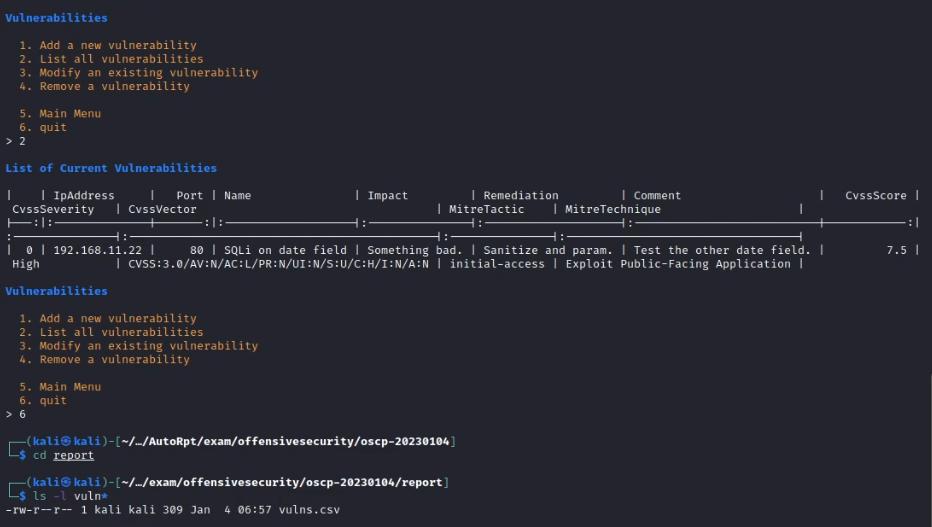 Vulnerabilities
1. Add a new vulnerability
2. List all vulnerabilities
3. Modify an existing vulnerability
4. Remove a vulnerability
5. Main Menu
6. quit
> 2
List of Current Vulnerabilities
| | IpAddress | Port | Name | Impact | Remediation | Comment | CvssScore |
CvssSeverity | CvssVector | MitreTactic | MitreTechnique |
|---:|:---|---:|:---|:---|:---|:---|---:|
:---|:---|:---|:---|
| 0 | 192.168.11.22 | 80 | SQLi on date field | Something bad. | Sanitize and param. | Test the other date field. | 7.5 |
High | CVSS:3.0/AV:N/AC:L/PR:N/UI:N/S:U/C:H/I:N/A:N | initial-access | Exploit Public-Facing Application |
Vulnerabilities
1. Add a new vulnerability
2. List all vulnerabilities
3. Modify an existing vulnerability
4. Remove a vulnerability
5. Main Menu
6. quit
> 6
┌──(kali㉿kali)-[~/…/AutoRpt/exam/offensivesecurity/oscp-20230104]
└─$ cd report
┌──(kali㉿kali)-[~/…/exam/offensivesecurity/oscp-20230104/report]
└─$ ls -l vuln*
-rw-r--r-- 1 kali kali 309 Jan 4 06:57 vulns.csv